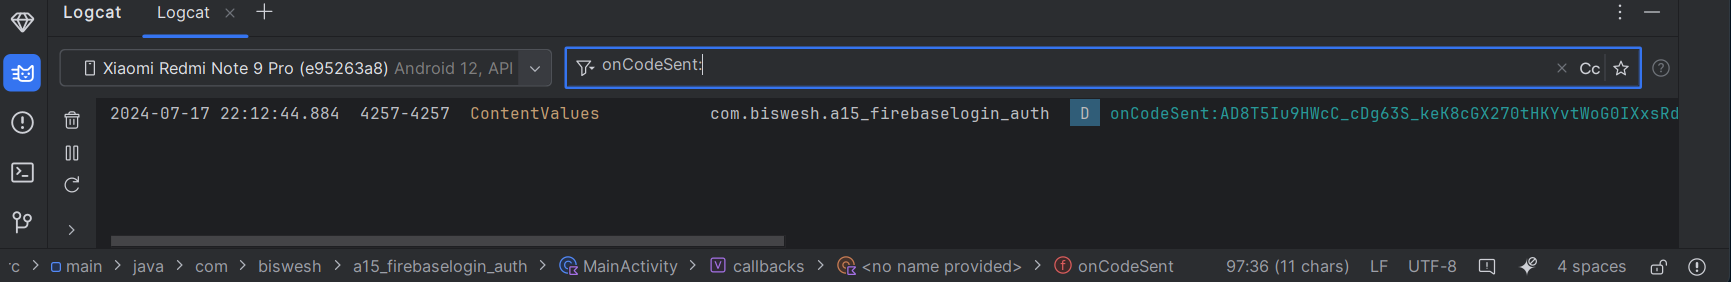 Logcat Logcat
Xiaomi Redmi Note 9 Pro (e95263a8) Android 12, API onCodeSent: Cc
2024-07-17 22:12:44.884 4257-4257 ContentValues com.biswesh.a15_firebaselogin_auth D onCodeSent:AD8T5Iu9HWcC_cDg63S_keK8cGX270tHKYvtWoG0IXxsRd
rc main java com biswesh a15_firebaselogin_auth MainActivity callbacks <no name provided> onCodeSent 97:36 (11 chars) LF UTF-8 4 spaces